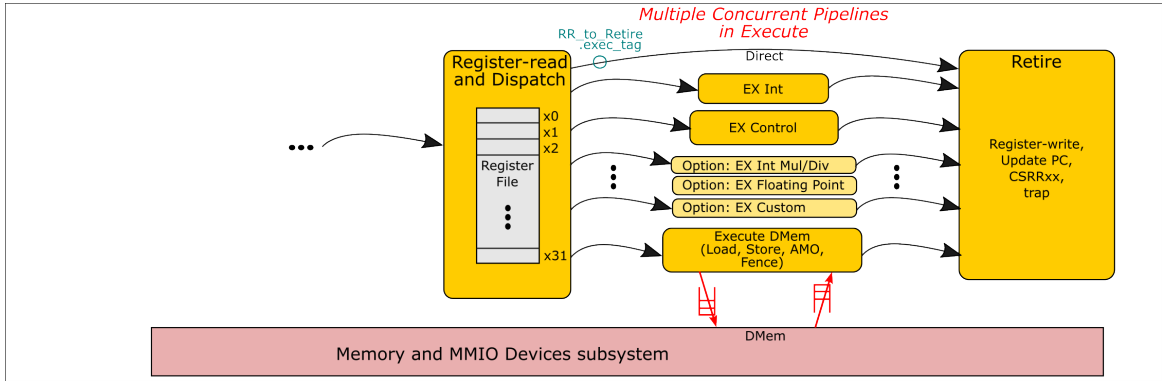 Multiple Concurrent Pipelines
in Execute
RR_to_Retire
.exec_tag
Direct
Register-read
and Dispatch
x0
x1
x2
Register
File
x31
EX Int
EX Control
Option: EX Int Mul/Div
Option: EX Floating Point
Option: EX Custom
Execute DMem
(Load, Store, AMO,
Fence)
Retire
Register-write,
Update PC,
CSRRxx,
trap
DMem
Memory and MMIO Devices subsystem